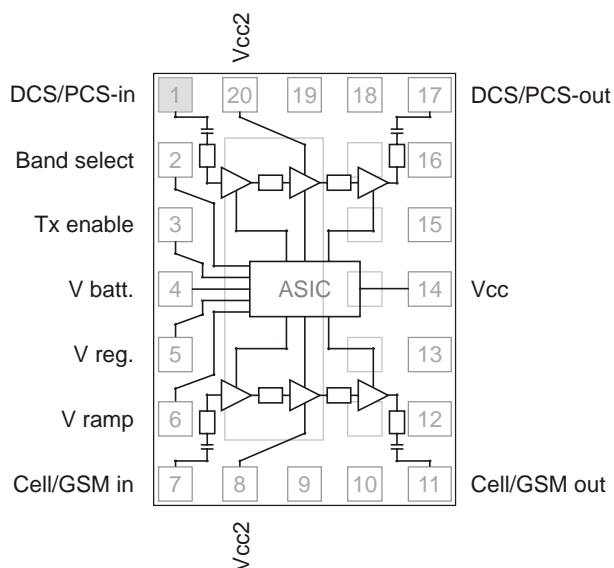 Vcc2
DCS/PCS-in 1 20 19 18 17 DCS/PCS-out
Band select 2 16
Tx enable 3 15
V batt. 4 ASIC 14 Vcc
V reg. 5 13
V ramp 6 12
Cell/GSM in 7 8 9 10 11 Cell/GSM out
Vcc2